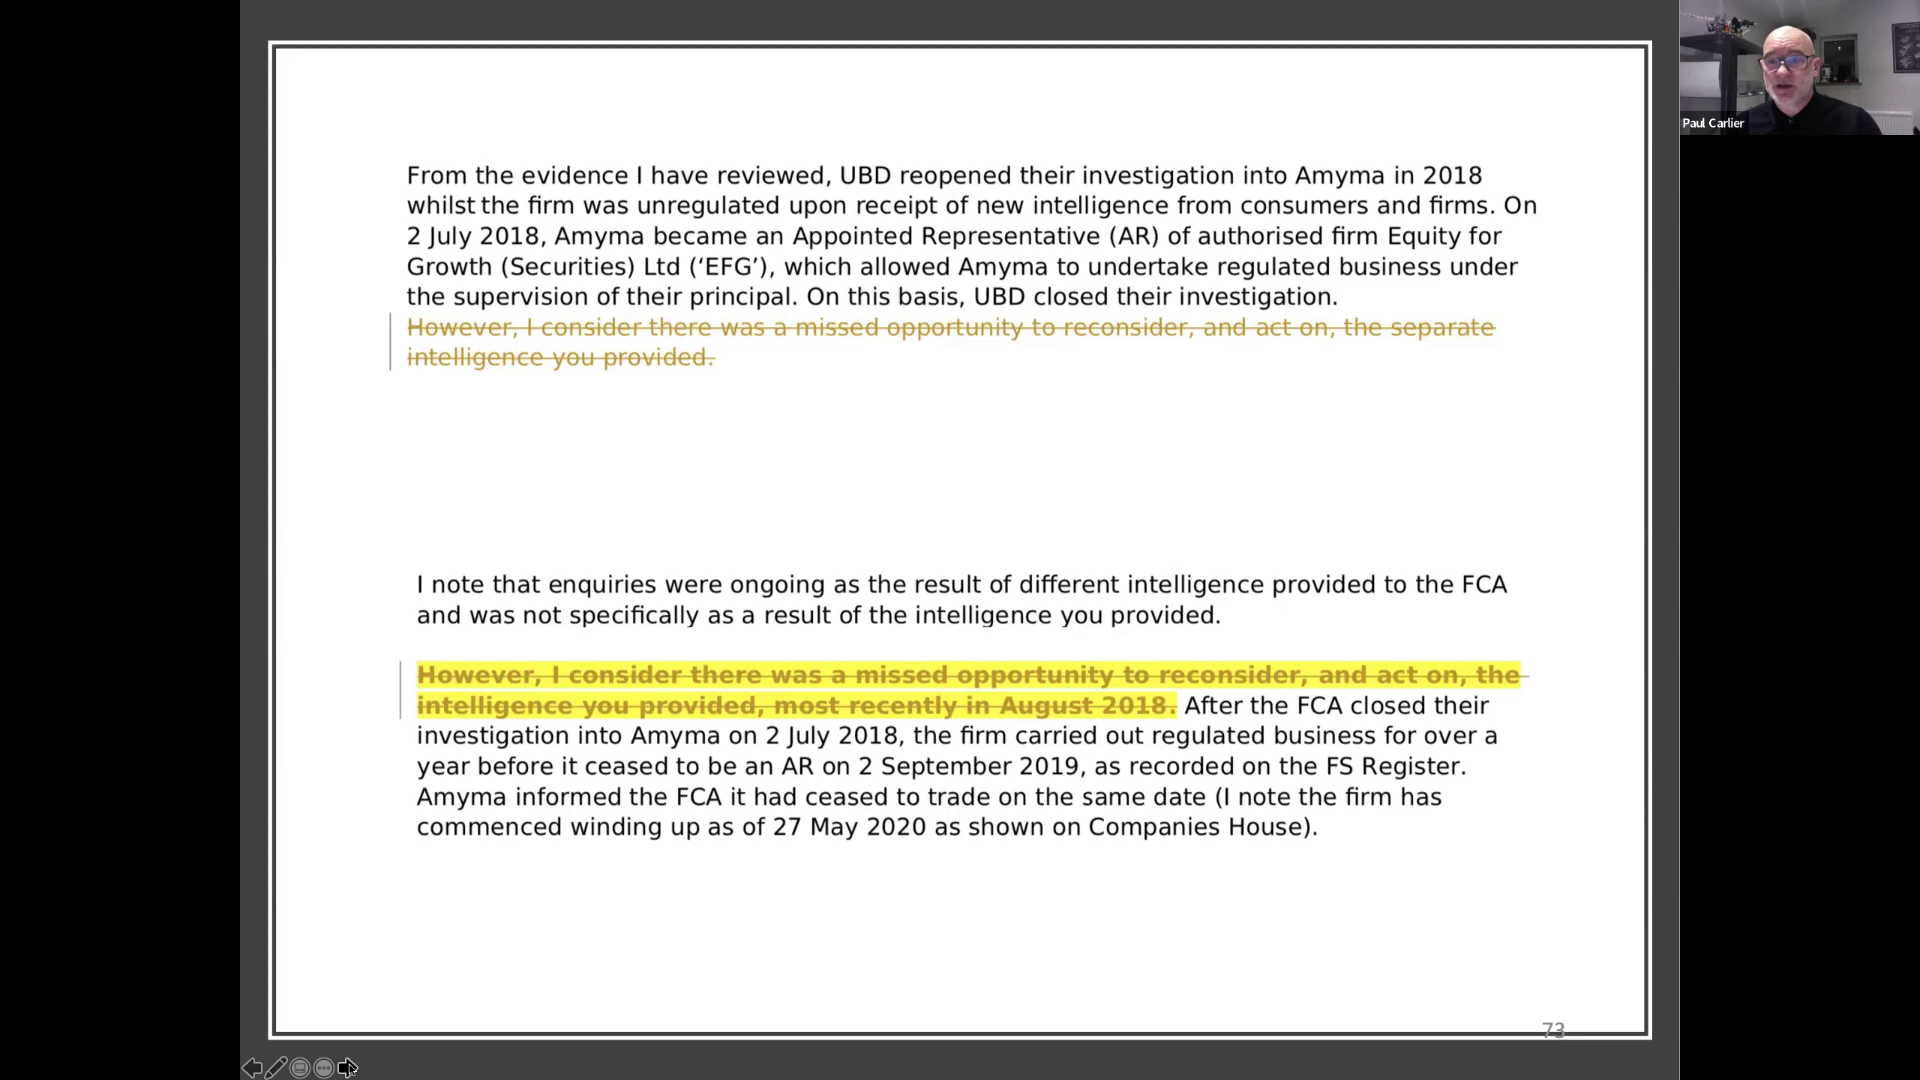 Paul Carlier
From the evidence I have reviewed, UBD reopened their investigation into Amyma in 2018
whilst the firm was unregulated upon receipt of new intelligence from consumers and firms. On
2 July 2018, Amyma became an Appointed Representative (AR) of authorised firm Equity for
Growth (Securities) Ltd (‘EFG’), which allowed Amyma to undertake regulated business under
the supervision of their principal. On this basis, UBD closed their investigation.
However, I consider there was a missed opportunity to reconsider, and act on, the separate
intelligence you provided.
I note that enquiries were ongoing as the result of different intelligence provided to the FCA
and was not specifically as a result of the intelligence you provided.
However, I consider there was a missed opportunity to reconsider, and act on, the
intelligence you provided, most recently in August 2018. After the FCA closed their
investigation into Amyma on 2 July 2018, the firm carried out regulated business for over a
year before it ceased to be an AR on 2 September 2019, as recorded on the FS Register.
Amyma informed the FCA it had ceased to trade on the same date (I note the firm has
commenced winding up as of 27 May 2020 as shown on Companies House).
73